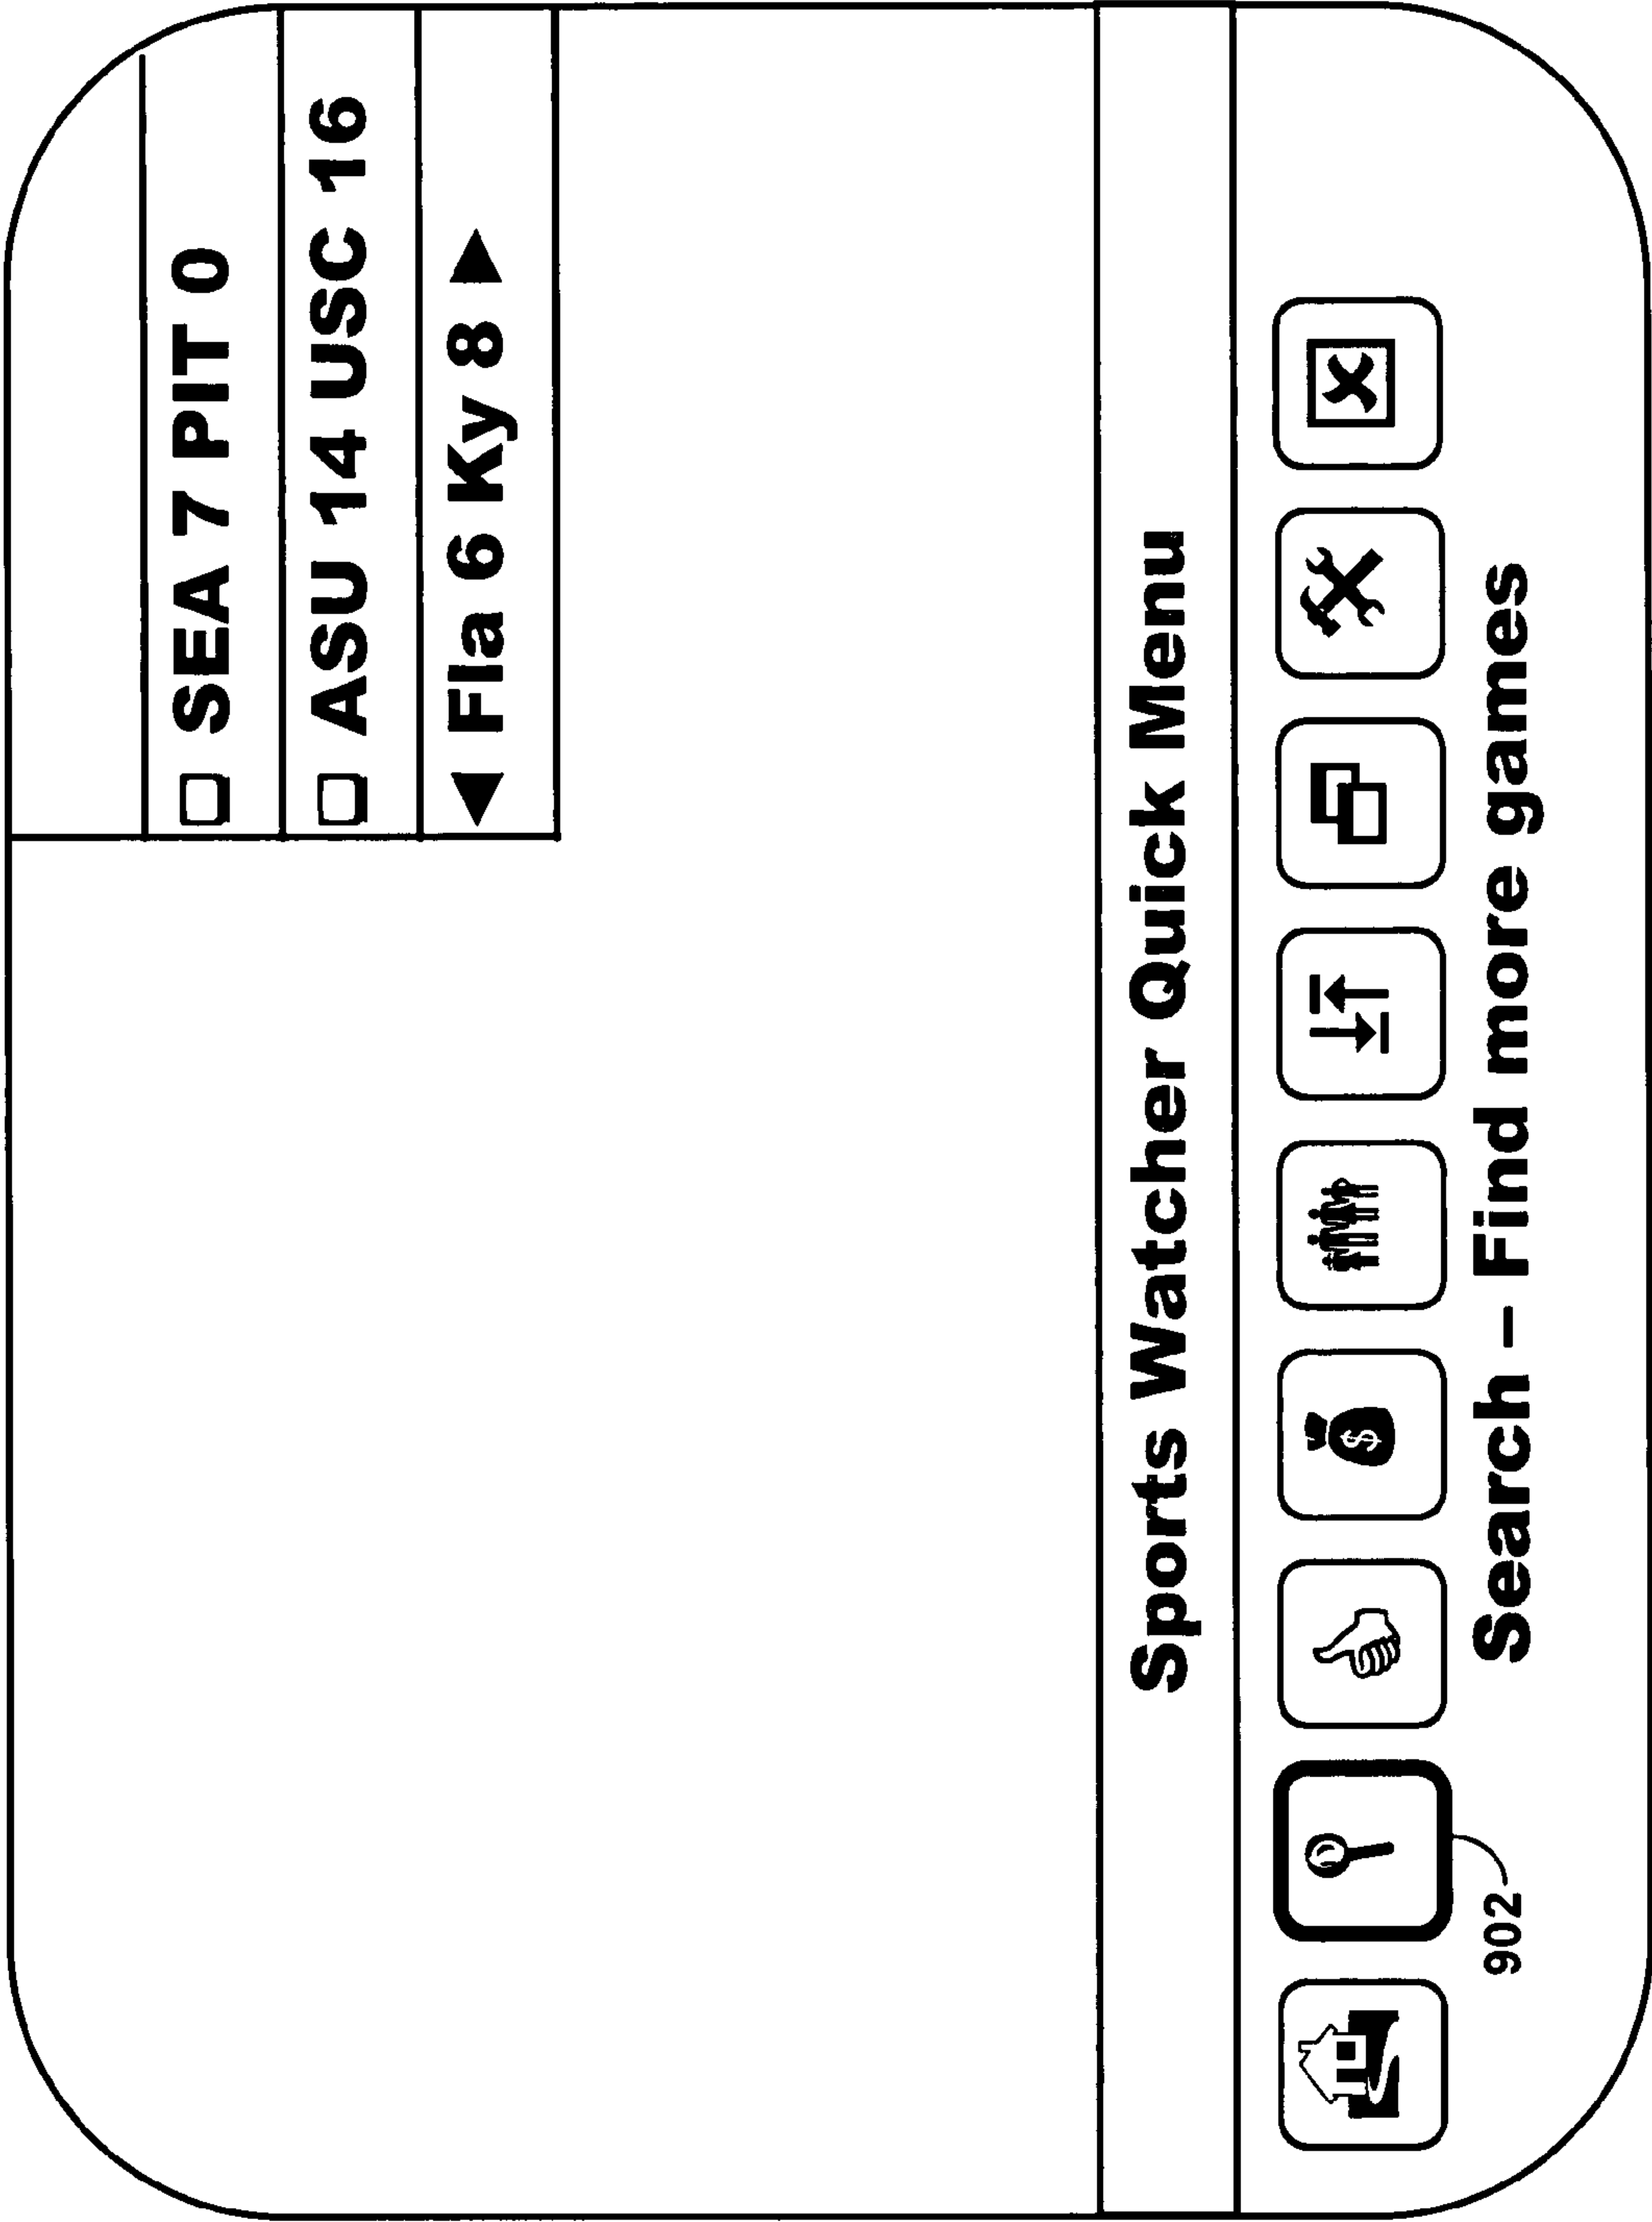 SEA 7 PIT 0
ASU 14 USC 16
◀ Fla 6 Ky 8 ▶
Sports Watcher Quick Menu
$
Search – Find more games
902